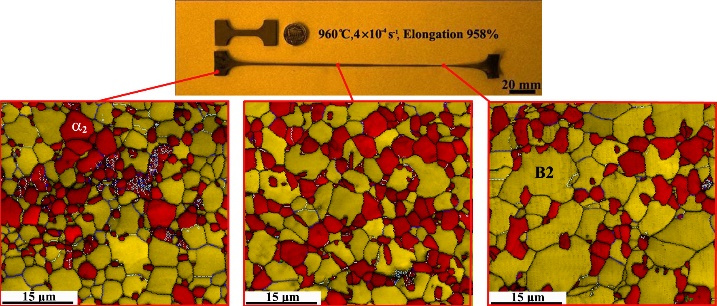 960℃,4×10⁻⁴ s⁻¹, Elongation 958%
20 mm
α₂
B2
15 μm
15 μm
15 μm